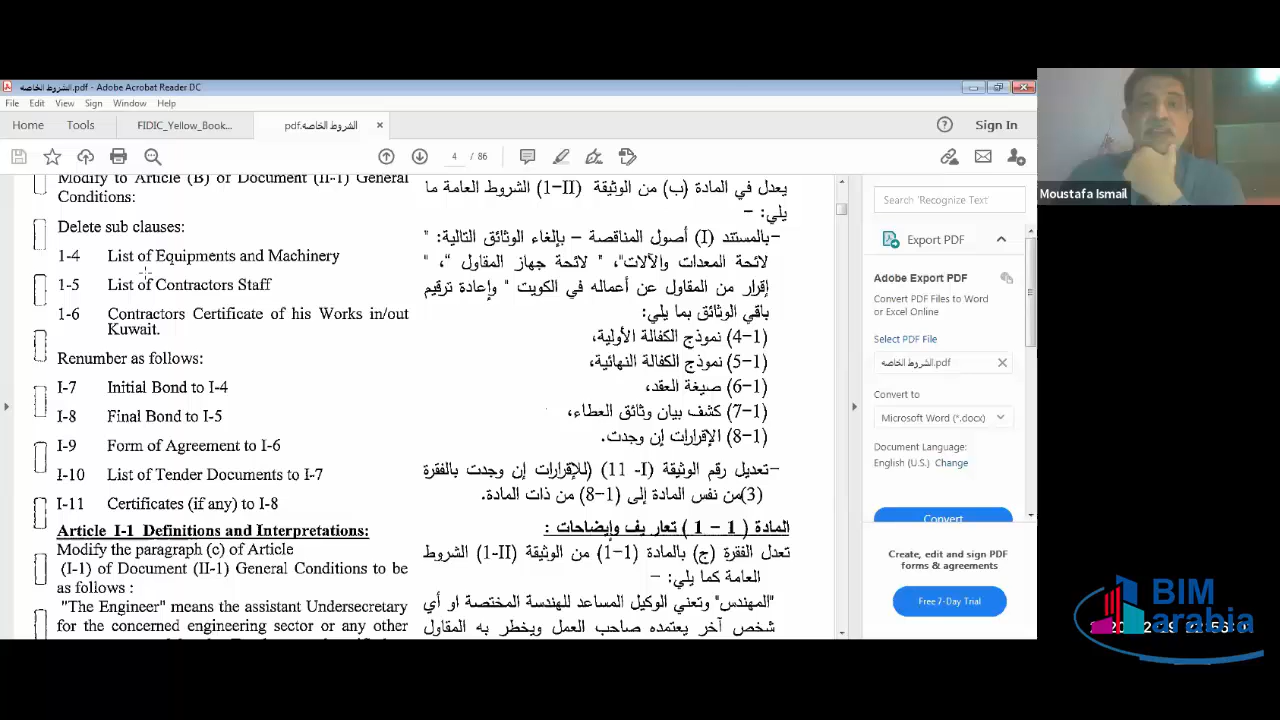 الشروط الخاصه.pdf - Adobe Acrobat Reader DC
File Edit View Sign Window Help
Home Tools FIDIC_Yellow_Book... الشروط الخاصه.pdf × Sign In
4 / 86
Modify to Article (B) of Document (II-1) General
Conditions:
Delete sub clauses:
1-4 List of Equipments and Machinery
1-5 List of Contractors Staff
1-6 Contractors Certificate of his Works in/out
Kuwait.
Renumber as follows:
I-7 Initial Bond to I-4
I-8 Final Bond to I-5
I-9 Form of Agreement to I-6
I-10 List of Tender Documents to I-7
I-11 Certificates (if any) to I-8
Article I-1 Definitions and Interpretations:
Modify the paragraph (c) of Article
(I-1) of Document (II-1) General Conditions to be
as follows :
"The Engineer" means the assistant Undersecretary
for the concerned engineering sector or any other
يعدل في المادة (ب) من الوثيقة (II-1) الشروط العامة ما
يلي: –
–بالمستند (I) أصول المناقصة – بإلغاء الوثائق التالية: "
لائحة المعدات والآلات"، " لائحة جهاز المقاول "، "
إقرار من المقاول عن أعماله في الكويت " وإعادة ترقيم
باقي الوثائق بما يلي:
(1-4) نموذج الكفالة الأولية،
(1-5) نموذج الكفالة النهائية،
(1-6) صيغة العقد،
(1-7) كشف بيان وثائق العطاء،
(1-8) الإقرارات إن وجدت.
–تعديل رقم الوثيقة (I- 11) (للإقرارات إن وجدت بالفقرة
(3)من نفس المادة إلى (1-8) من ذات المادة.
المادة ( 1 – 1 ) تعاريف وإيضاحات :
تعدل الفقرة (ج) بالمادة (1-1) من الوثيقة (II-1) الشروط
العامة كما يلي: –
"المهندس" وتعني الوكيل المساعد للهندسة المختصة او أي
شخص آخر يعتمده صاحب العمل ويخطر به المقاول
Search 'Recognize Text'
Export PDF
Adobe Export PDF
Convert PDF Files to Word
or Excel Online
Select PDF File
الشروط الخاصه.pdf ×
Convert to
Microsoft Word (*.docx)
Document Language:
English (U.S.) Change
Convert
Create, edit and sign PDF
forms & agreements
Free 7-Day Trial
Moustafa Ismail
BIM
arabia